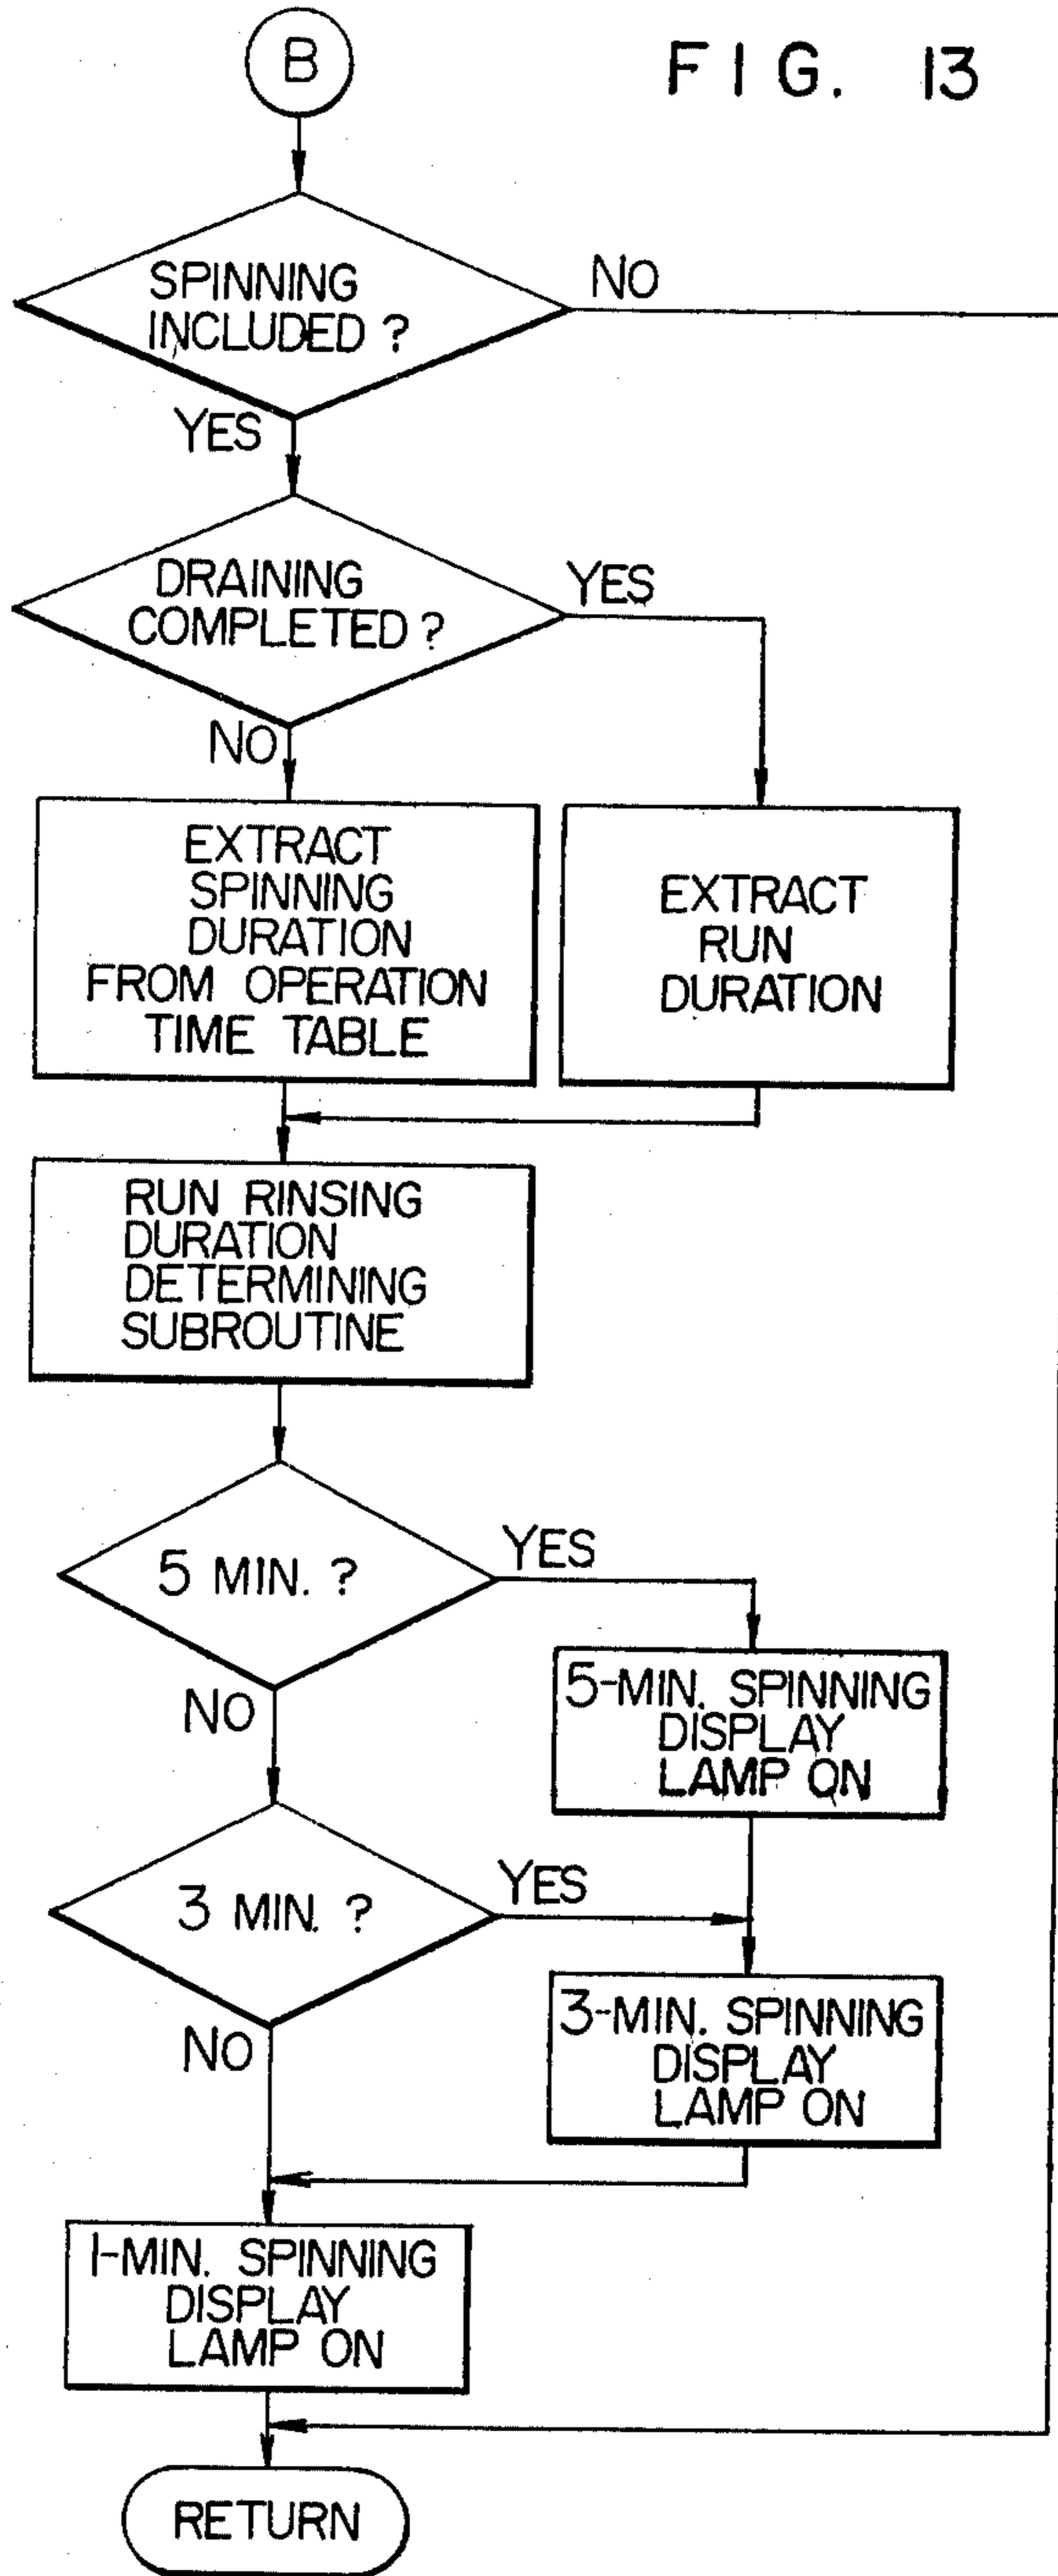 B
FIG. 13
SPINNING
INCLUDED ?
NO
YES
DRAINING
COMPLETED ?
YES
NO
EXTRACT
SPINNING
DURATION
FROM OPERATION
TIME TABLE
EXTRACT
RUN
DURATION
RUN RINSING
DURATION
DETERMINING
SUBROUTINE
5 MIN. ?
YES
NO
5-MIN. SPINNING
DISPLAY
LAMP ON
3 MIN. ?
YES
NO
3-MIN. SPINNING
DISPLAY
LAMP ON
1-MIN. SPINNING
DISPLAY
LAMP ON
RETURN